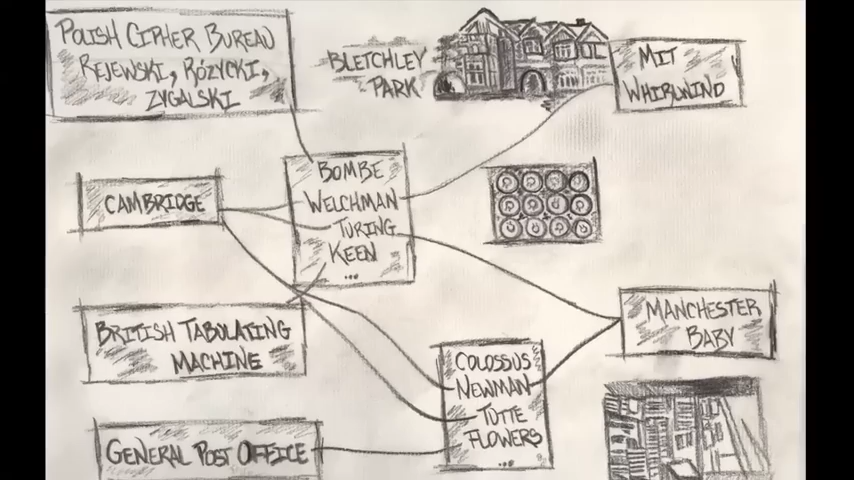 POLISH CIPHER BUREAU
REJEWSKI, RÓŻYCKI,
ZYGALSKI
BLETCHLEY
PARK
MIT
WHIRLWIND
BOMBE
WELCHMAN
TURING
KEEN
...
CAMBRIDGE
BRITISH TABULATING
MACHINE
MANCHESTER
BABY
COLOSSUS
NEWMAN
TUTTE
FLOWERS
...
GENERAL POST OFFICE